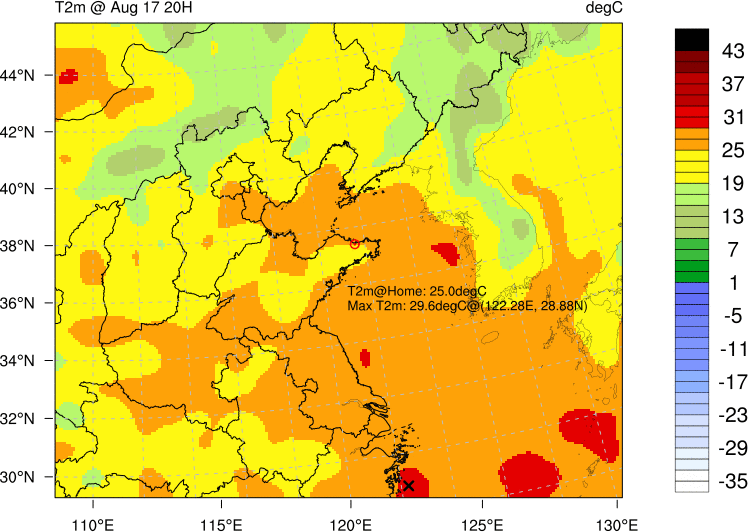 T2m @ Aug 17 20H degC
43
44°N
37
31
42°N
25
40°N
19
13
38°N
7
T2m@Home: 25.0degC
1
36°N
Max T2m: 29.6degC@(122.28E, 28.88N)
-5
34°N
-11
-17
32°N
-23
-29
30°N
-35
110°E 115°E 120°E 125°E 130°E